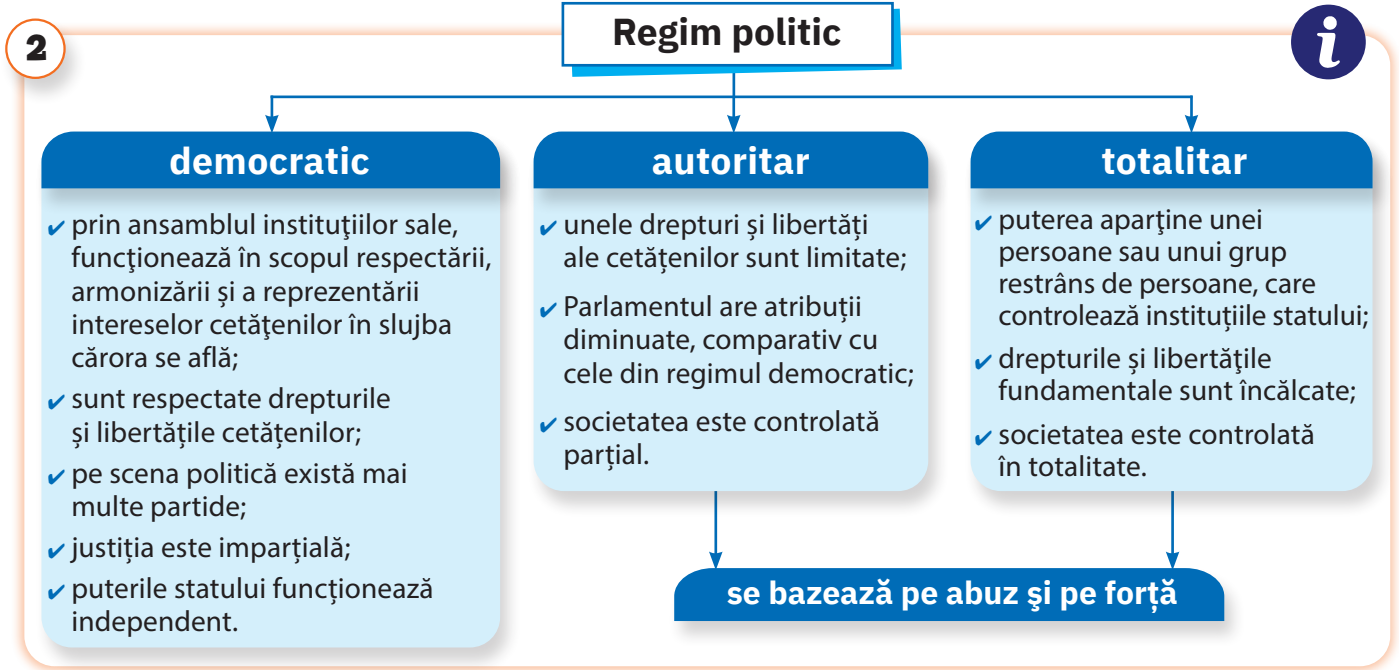 2
Regim politic
i
democratic
✔ prin ansamblul instituţiilor sale,
funcţionează în scopul respectării,
armonizării și a reprezentării
intereselor cetăţenilor în slujba
cărora se află;
✔ sunt respectate drepturile
și libertățile cetățenilor;
✔ pe scena politică există mai
multe partide;
✔ justiția este imparțială;
✔ puterile statului funcționează
independent.
autoritar
✔ unele drepturi și libertăți
ale cetățenilor sunt limitate;
✔ Parlamentul are atribuții
diminuate, comparativ cu
cele din regimul democratic;
✔ societatea este controlată
parțial.
totalitar
✔ puterea aparţine unei
persoane sau unui grup
restrâns de persoane, care
controlează instituțiile statului;
✔ drepturile și libertăţile
fundamentale sunt încălcate;
✔ societatea este controlată
în totalitate.
se bazează pe abuz şi pe forță